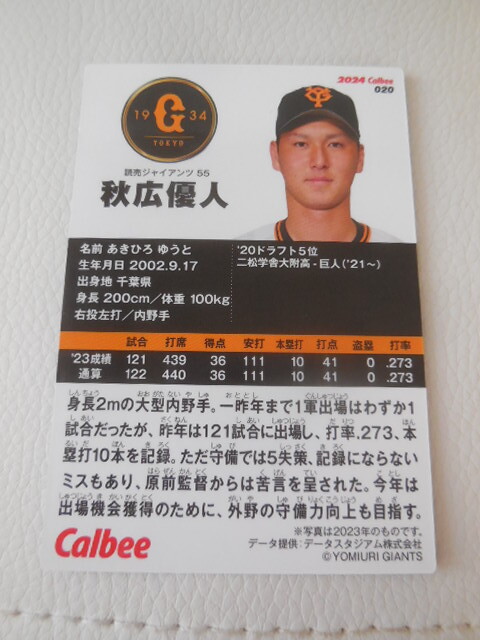 2024 Calbee
020
19 G 34
TOKYO
YG
読売ジャイアンツ 55
秋広優人
名前 あきひろ ゆうと
生年月日 2002.9.17
出身地 千葉県
身長 200cm／体重 100kg
右投左打／内野手
'20ドラフト5位
二松学舎大附高 - 巨人('21～)
試合 打席 得点 安打 本塁打 打点 盗塁 打率
'23成績 121 439 36 111 10 41 0 .273
通算 122 440 36 111 10 41 0 .273
身長2mの大型内野手。一昨年まで1軍出場はわずか1
試合だったが、昨年は121試合に出場し、打率.273、本
塁打10本を記録。ただ守備では5失策、記録にならない
ミスもあり、原前監督からは苦言を呈された。今年は
出場機会獲得のために、外野の守備力向上も目指す。
※写真は2023年のものです。
データ提供：データスタジアム株式会社
©YOMIURI GIANTS
Calbee